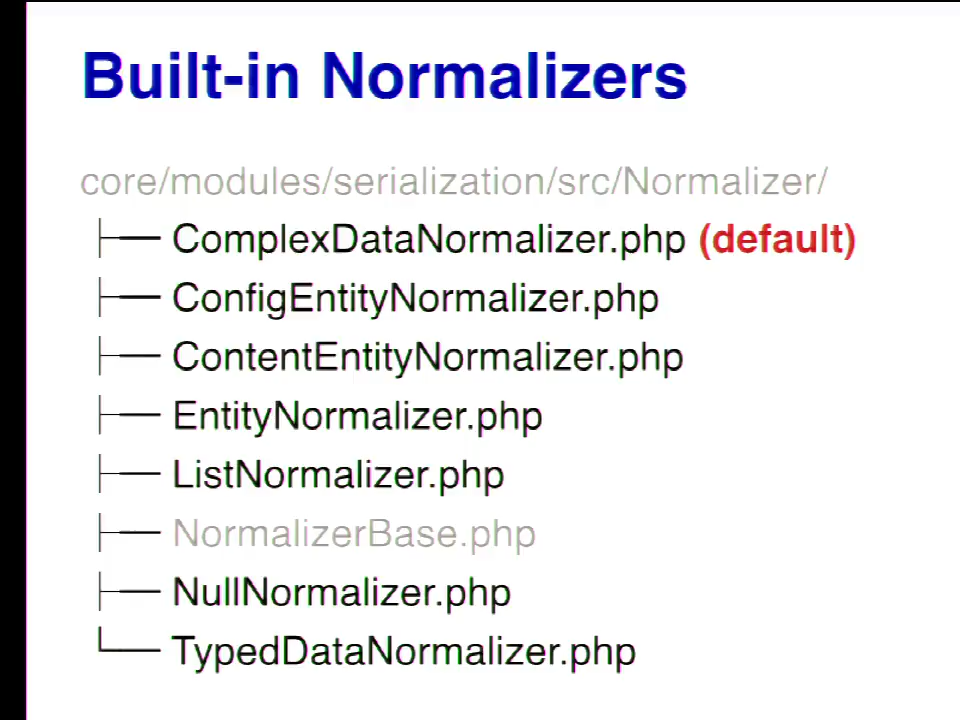 Built-in Normalizers
core/modules/serialization/src/Normalizer/
├── ComplexDataNormalizer.php (default)
├── ConfigEntityNormalizer.php
├── ContentEntityNormalizer.php
├── EntityNormalizer.php
├── ListNormalizer.php
├── NormalizerBase.php
├── NullNormalizer.php
└── TypedDataNormalizer.php